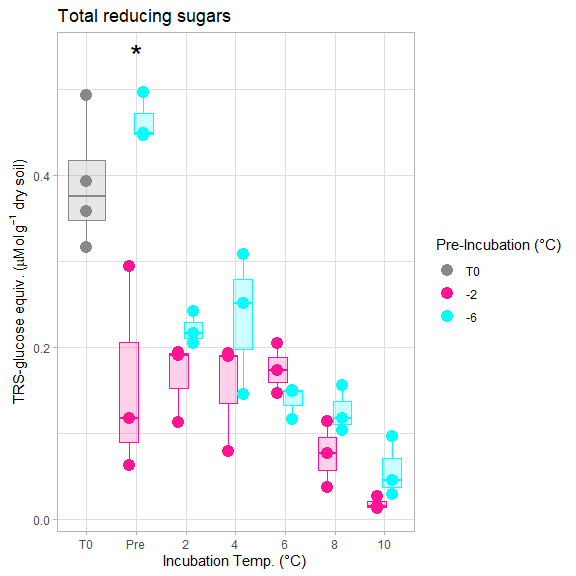 Total reducing sugars
*
TRS-glucose equiv. (µMol g⁻¹ dry soil)
0.4
0.2
0.0
T0 Pre 2 4 6 8 10
Incubation Temp. (°C)
Pre-Incubation (°C)
T0
-2
-6